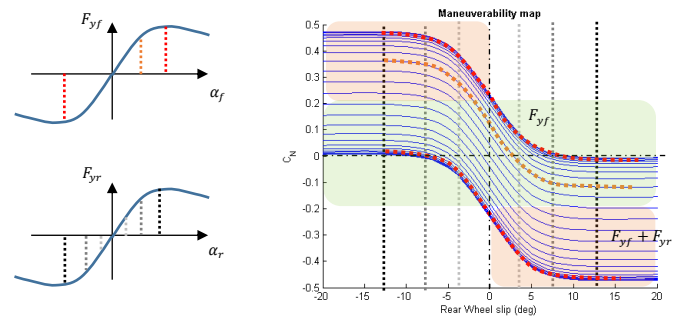 F_yf
α_f
F_yr
α_r
Maneuverability map
0.5
0.4
0.3
0.2
0.1
0
-0.1
-0.2
-0.3
-0.4
-0.5
C_N
F_yf
F_yf + F_yr
-20 -15 -10 -5 0 5 10 15 20
Rear Wheel slip (deg)